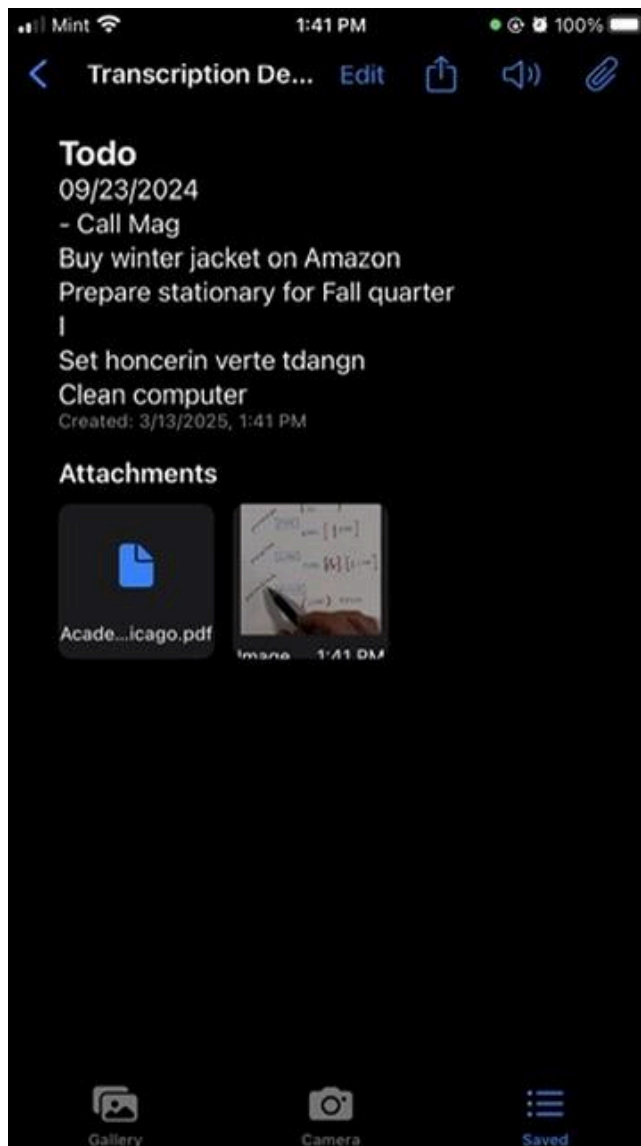 Mint 1:41 PM 100%
Transcription De... Edit
Todo
09/23/2024
- Call Mag
Buy winter jacket on Amazon
Prepare stationary for Fall quarter
I
Set honcerin verte tdangn
Clean computer
Created: 3/13/2025, 1:41 PM
Attachments
Acade...icago.pdf
Image 1:41 PM
Gallery Camera Saved